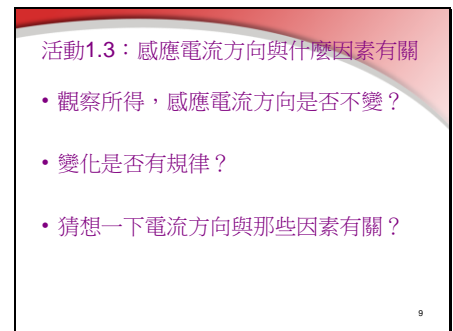 活動1.3：感應電流方向與什麼因素有關
• 觀察所得，感應電流方向是否不變？
• 變化是否有規律？
• 猜想一下電流方向與那些因素有關？
9